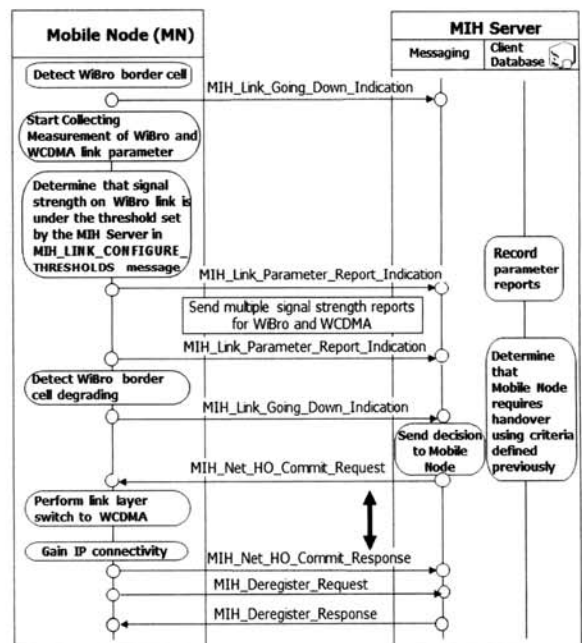 Mobile Node (MN)
MIH Server
Messaging
Client
Database
Detect WiBro border cell
MIH_Link_Going_Down_Indication
Start Collecting
Measurement of WiBro and
WCDMA link parameter
Determine that signal
strength on WiBro link is
under the threshold set
by the MIH Server in
MIH_LINK_CONFIGURE_
THRESHOLDS message
Record
parameter
reports
MIH_Link_Parameter_Report_Indication
Send multiple signal strength reports
for WiBro and WCDMA
MIH_Link_Parameter_Report_Indication
Determine
that
Mobile Node
requires
handover
using criteria
defined
previously
Detect WiBro border
cell degrading
MIH_Link_Going_Down_Indication
Send decision
to Mobile
Node
MIH_Net_HO_Commit_Request
Perform link layer
switch to WCDMA
Gain IP connectivity
MIH_Net_HO_Commit_Response
MIH_Deregister_Request
MIH_Deregister_Response